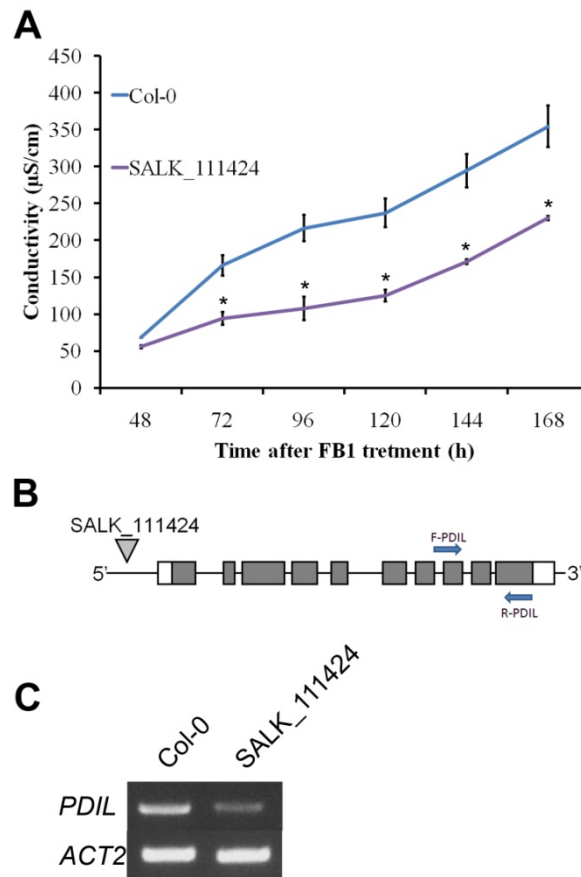 A
450
400
350
300
250
200
150
100
50
0
Conductivity (µS/cm)
Col-0
SALK_111424
*
*
*
*
*
48 72 96 120 144 168
Time after FB1 tretment (h)
B
SALK_111424
F-PDIL
5' 3'
R-PDIL
C
Col-0 SALK_111424
PDIL
ACT2